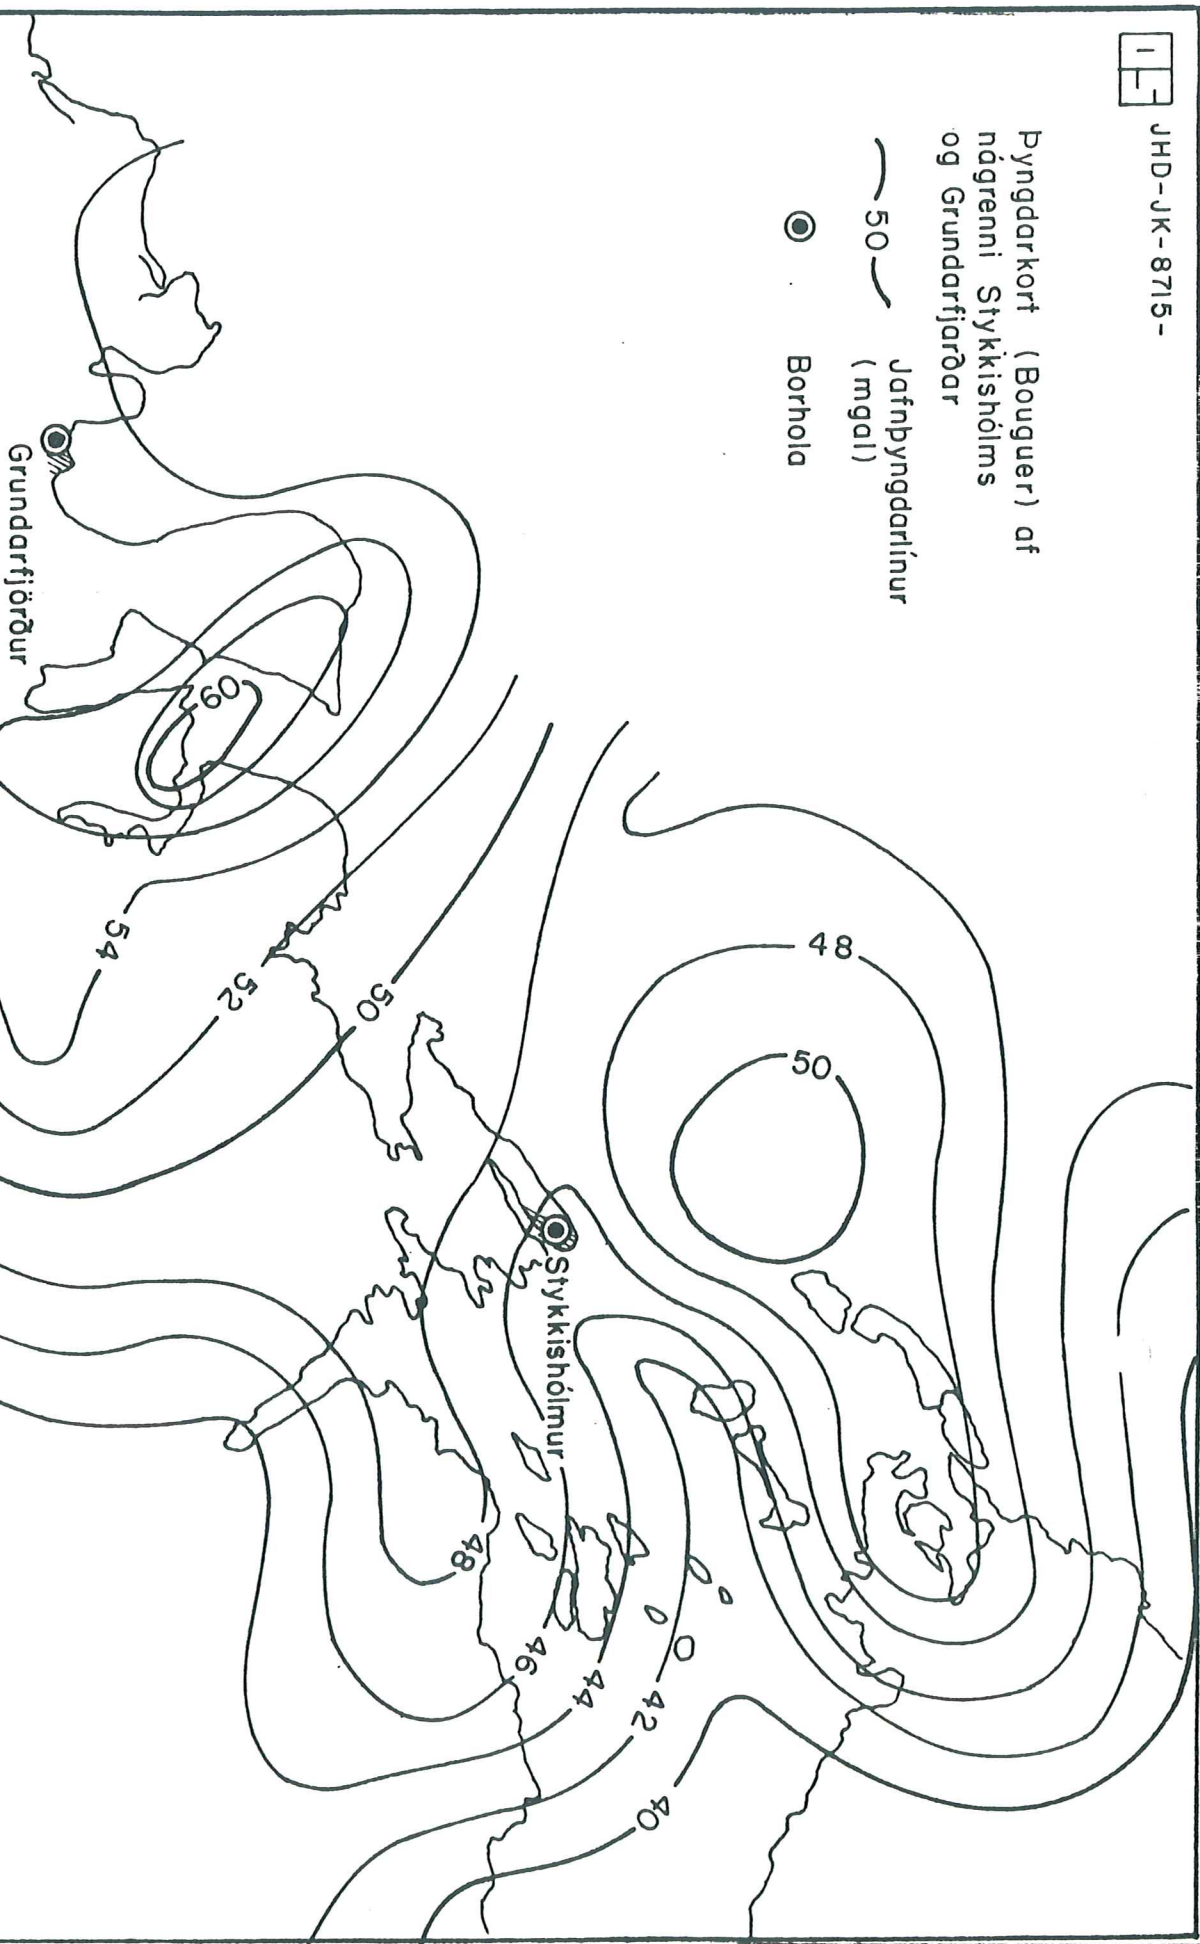 OS JHD-JK-8715-
Þyngdarkort (Bouguer) af
nágrenni Stykkishólms
og Grundarfjarðar
50 Jafnþyngdarlínur
(mgal)
Borhola
48
50
Grundarfjörður
60
54
52
50
Stykkishólmur
48
46
44
42
40